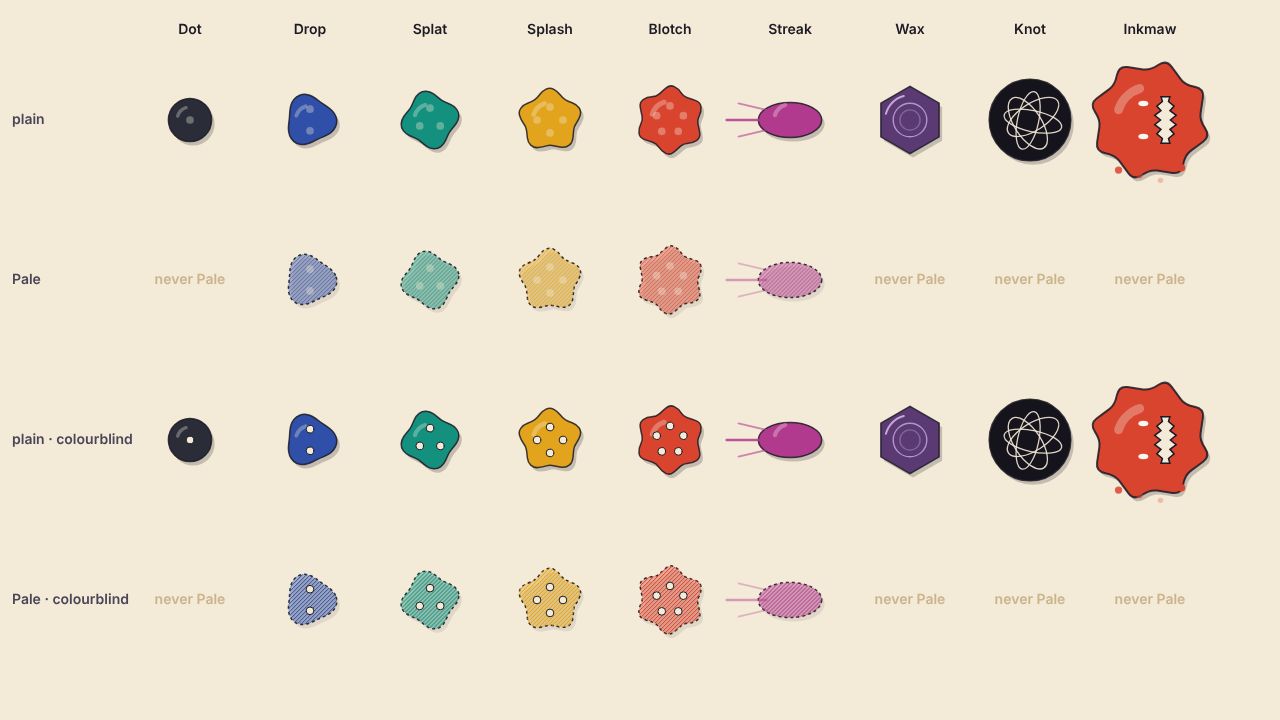 Dot Drop Splat Splash Blotch Streak Wax Knot Inkmaw
plain
Pale never Pale never Pale never Pale never Pale
plain · colourblind
Pale · colourblind never Pale never Pale never Pale never Pale